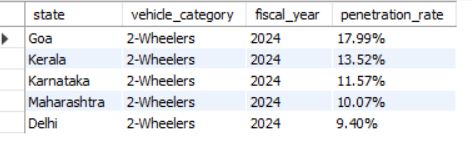 state vehicle_category fiscal_year penetration_rate
Goa 2-Wheelers 2024 17.99%
Kerala 2-Wheelers 2024 13.52%
Karnataka 2-Wheelers 2024 11.57%
Maharashtra 2-Wheelers 2024 10.07%
Delhi 2-Wheelers 2024 9.40%